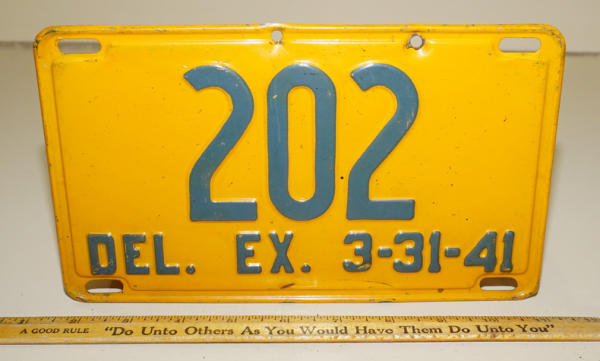 202
DEL. EX. 3-31-41
A GOOD RULE "Do Unto Others As You Would Have Them Do Unto You"